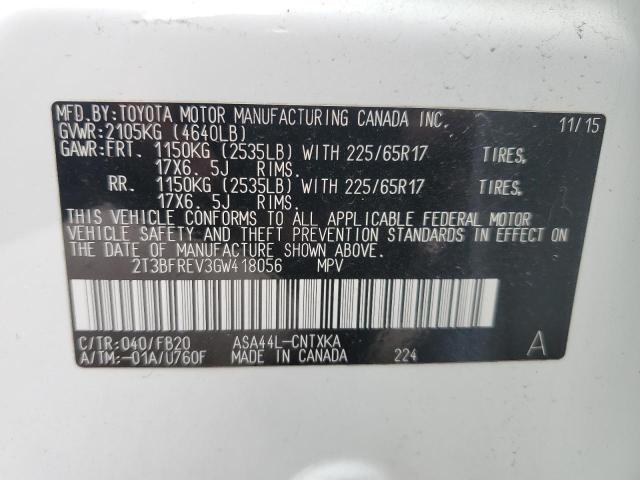 MFD.BY:TOYOTA MOTOR MANUFACTURING CANADA INC. 11/15
GVWR:2105KG (4640LB)
GAWR:FRT. 1150KG (2535LB) WITH 225/65R17 TIRES,
17X6. 5J RIMS.
RR. 1150KG (2535LB) WITH 225/65R17 TIRES,
17X6. 5J RIMS.
THIS VEHICLE CONFORMS TO ALL APPLICABLE FEDERAL MOTOR
VEHICLE SAFETY AND THEFT PREVENTION STANDARDS IN EFFECT ON
THE DATE OF MANUFACTURE SHOWN ABOVE.
2T3BFREV3GW418056 MPV
C/TR:040/FB20 ASA44L-CNTXKA A
A/TM:-01A/U760F MADE IN CANADA 224